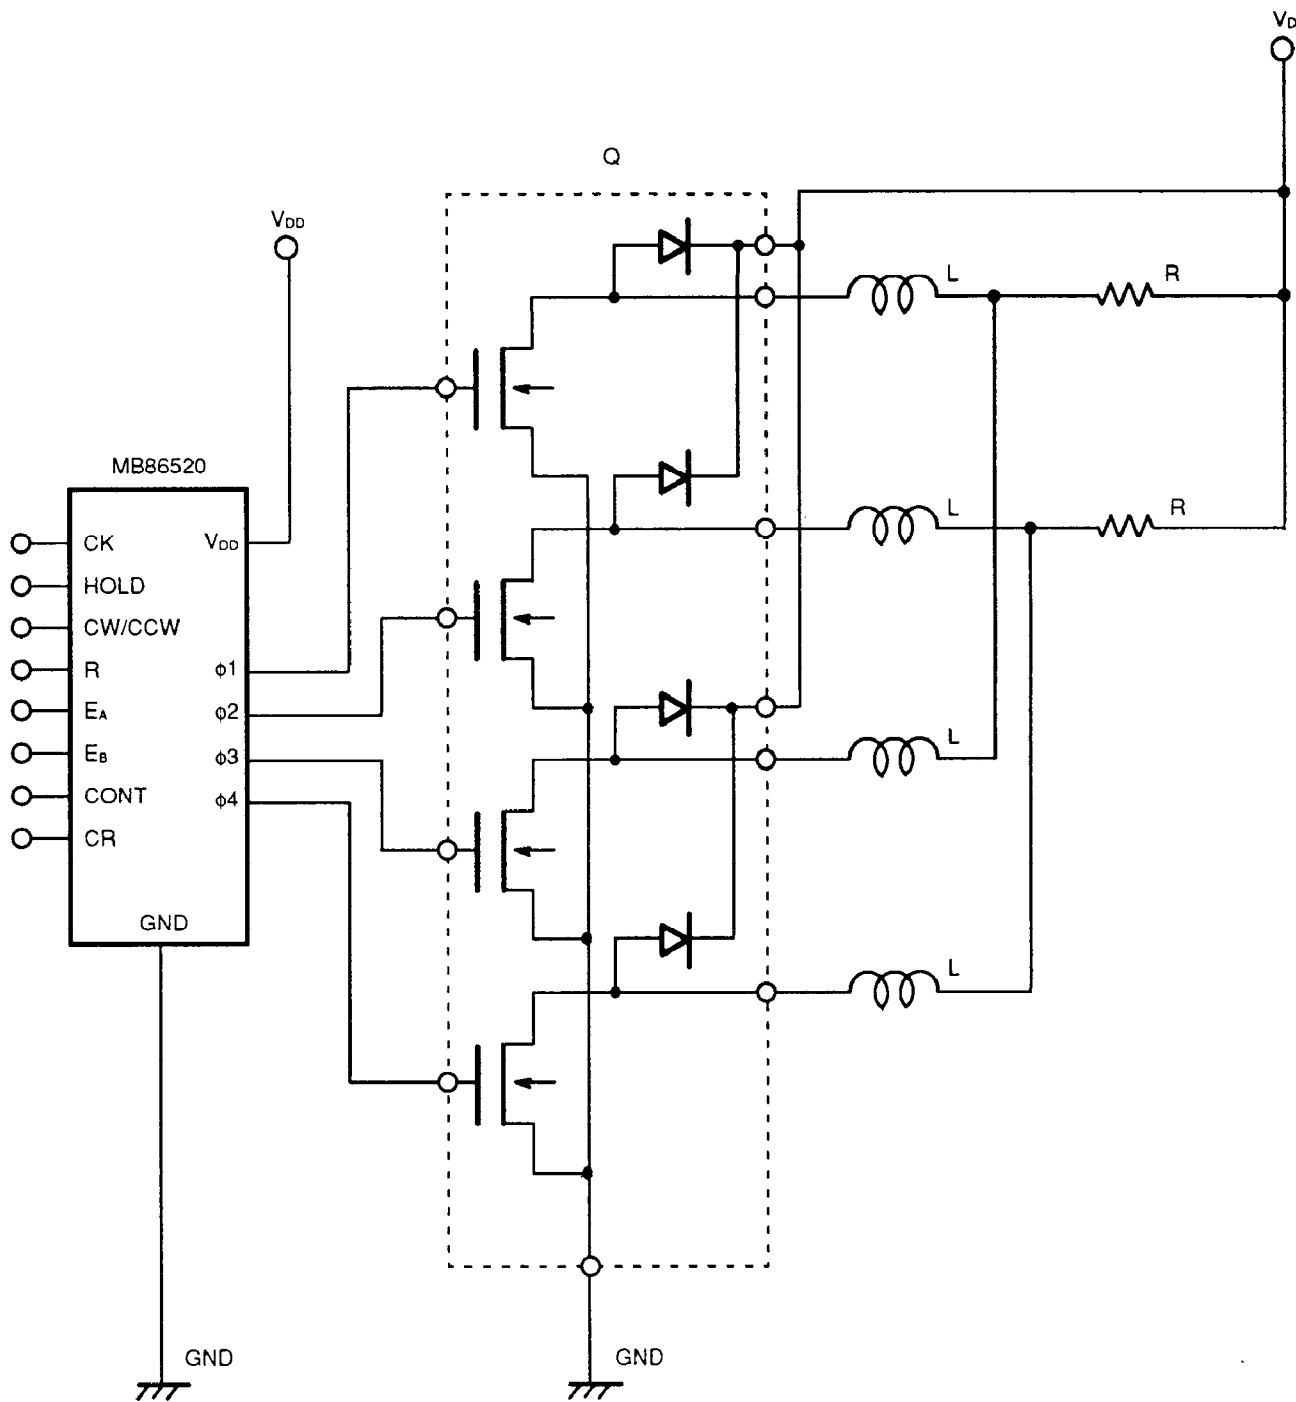 VD
Q
VDD
L
R
MB86520
L
R
CK
VDD
HOLD
CW/CCW
R
ϕ1
EA
ϕ2
EB
ϕ3
L
CONT
ϕ4
CR
GND
L
GND
GND